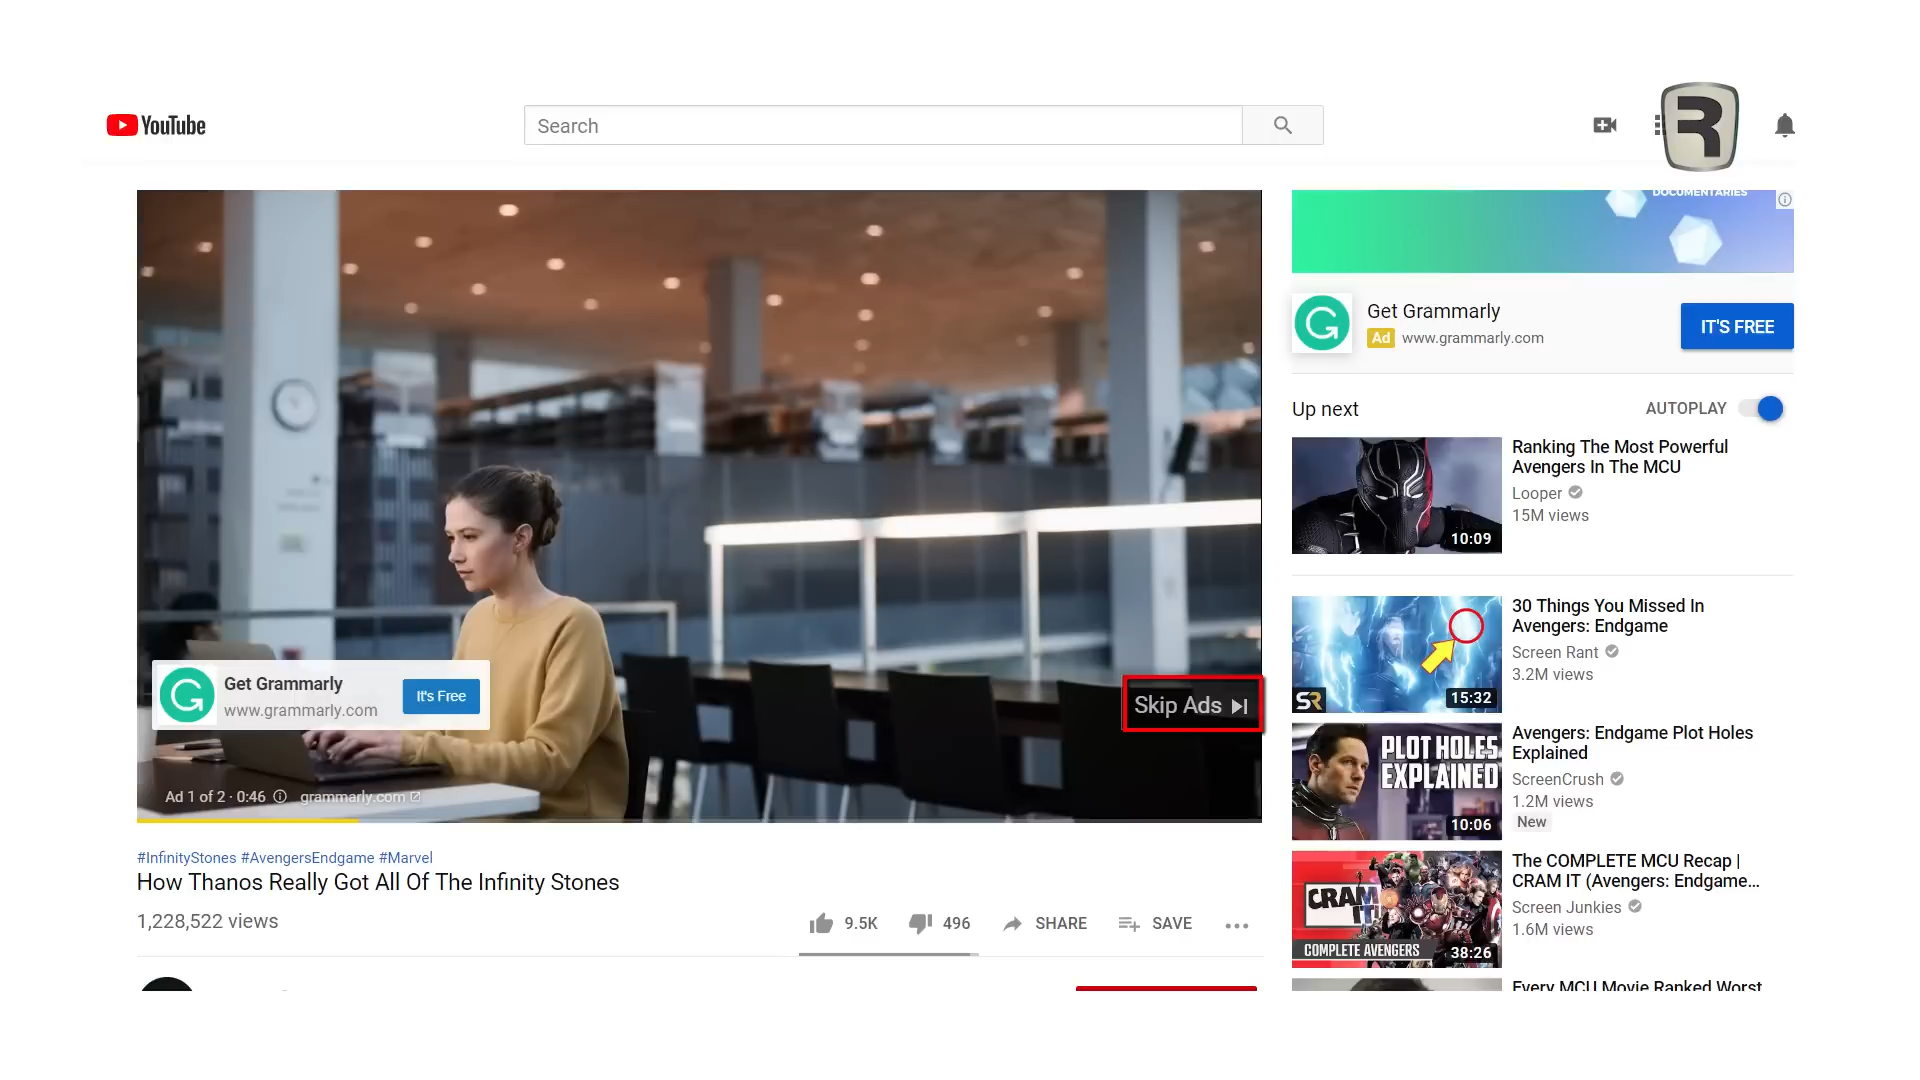 YouTube
Search
R
DOCUMENTARIES
Get Grammarly
Ad www.grammarly.com
IT'S FREE
Up next
AUTOPLAY
Ranking The Most Powerful
Avengers In The MCU
Looper
15M views
10:09
30 Things You Missed In
Avengers: Endgame
Screen Rant
3.2M views
SR
15:32
PLOT HOLES
EXPLAINED
10:06
Avengers: Endgame Plot Holes
Explained
ScreenCrush
1.2M views
New
CRAM
IT!
COMPLETE AVENGERS
38:26
The COMPLETE MCU Recap |
CRAM IT (Avengers: Endgame...
Screen Junkies
1.6M views
Every MCU Movie Ranked Worst
Get Grammarly
www.grammarly.com
It's Free
Skip Ads
Ad 1 of 2 · 0:46 grammarly.com
#InfinityStones #AvengersEndgame #Marvel
How Thanos Really Got All Of The Infinity Stones
1,228,522 views
9.5K 496 SHARE SAVE